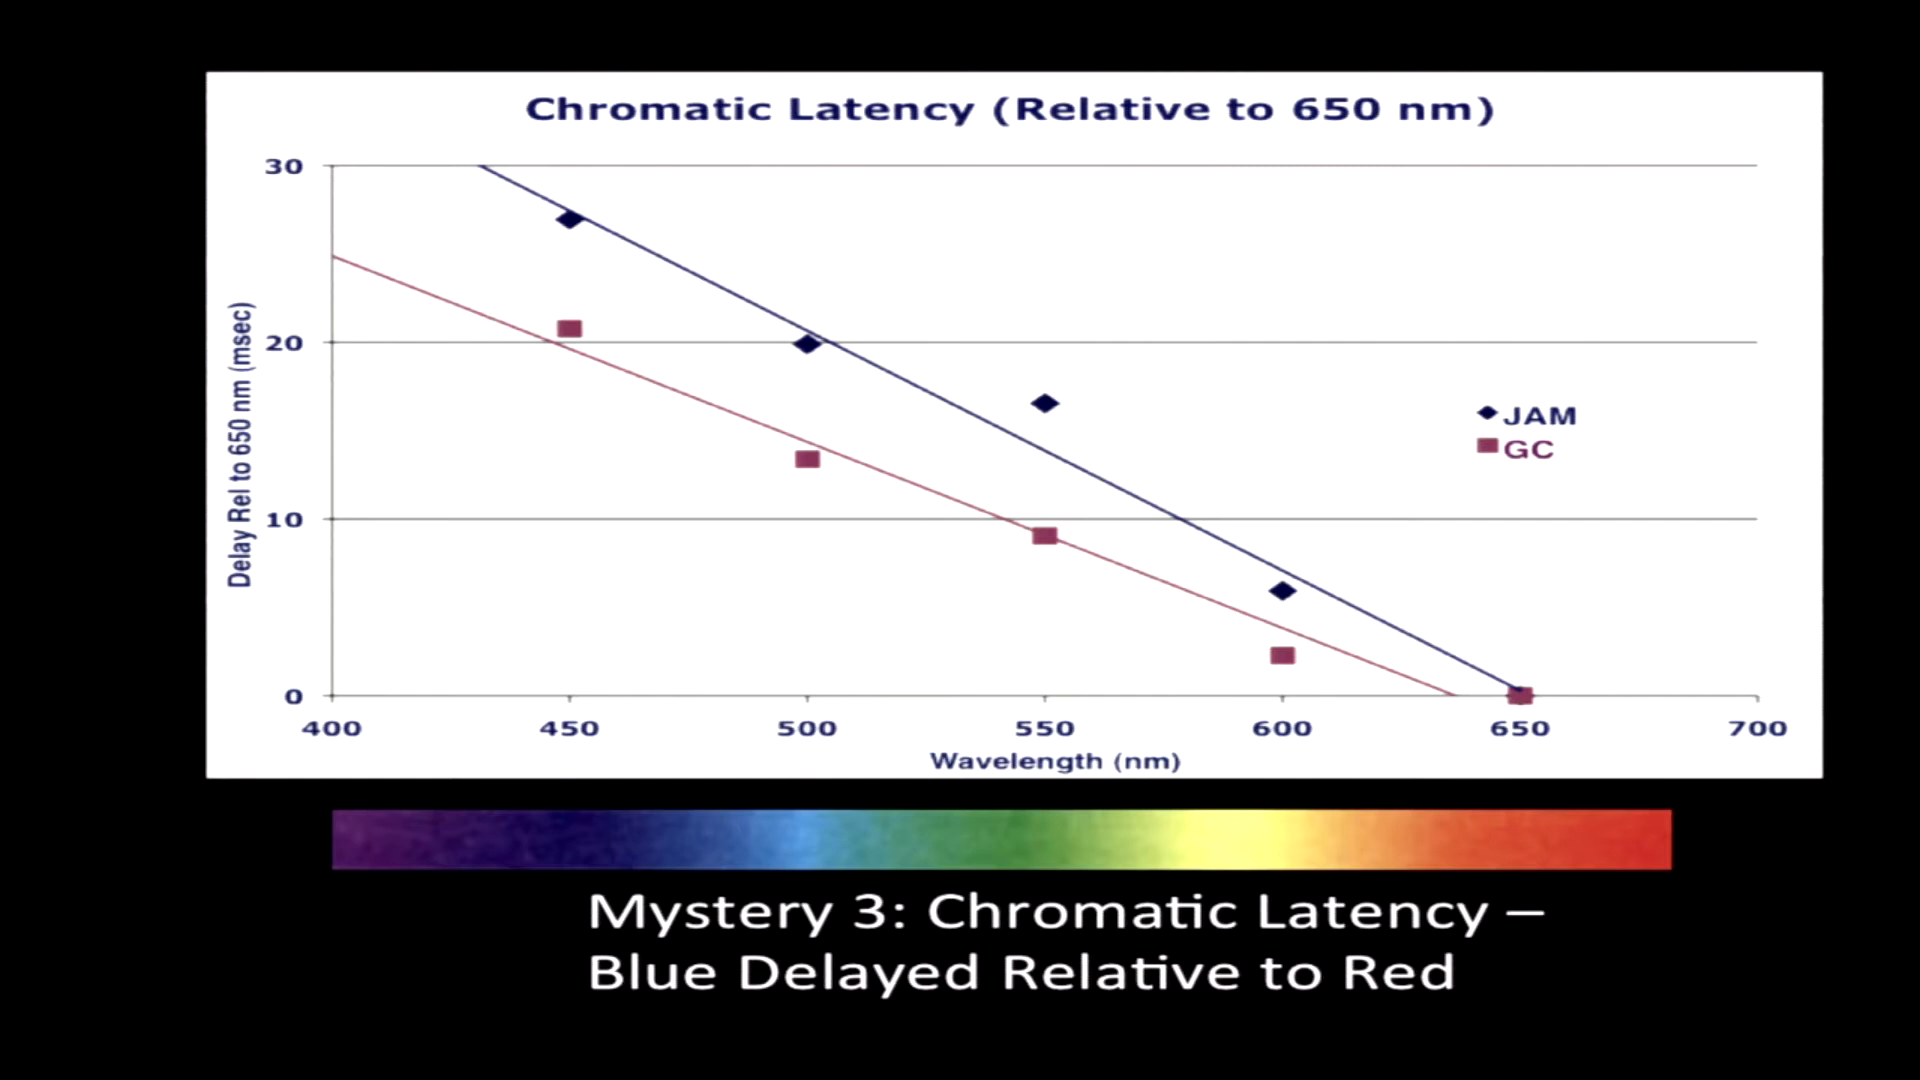 Chromatic Latency (Relative to 650 nm)
30
20
10
0
Delay Rel to 650 nm (msec)
JAM
GC
400 450 500 550 600 650 700
Wavelength (nm)
Mystery 3: Chromatic Latency –
Blue Delayed Relative to Red